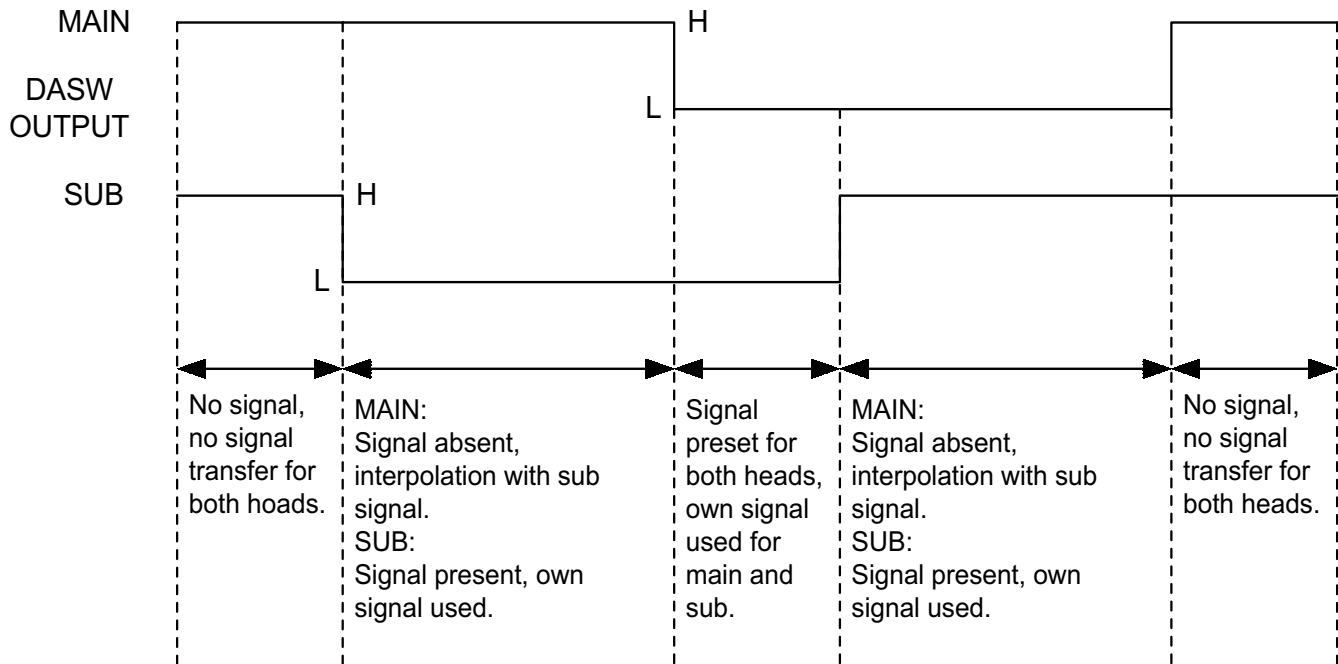 MAIN
H
DASW
OUTPUT
L
SUB
H
L
No signal,
no signal
transfer for
both hoads.
MAIN:
Signal absent,
interpolation with sub
signal.
SUB:
Signal present, own
signal used.
Signal
preset for
both heads,
own signal
used for
main and
sub.
MAIN:
Signal absent,
interpolation with sub
signal.
SUB:
Signal present, own
signal used.
No signal,
no signal
transfer for
both heads.